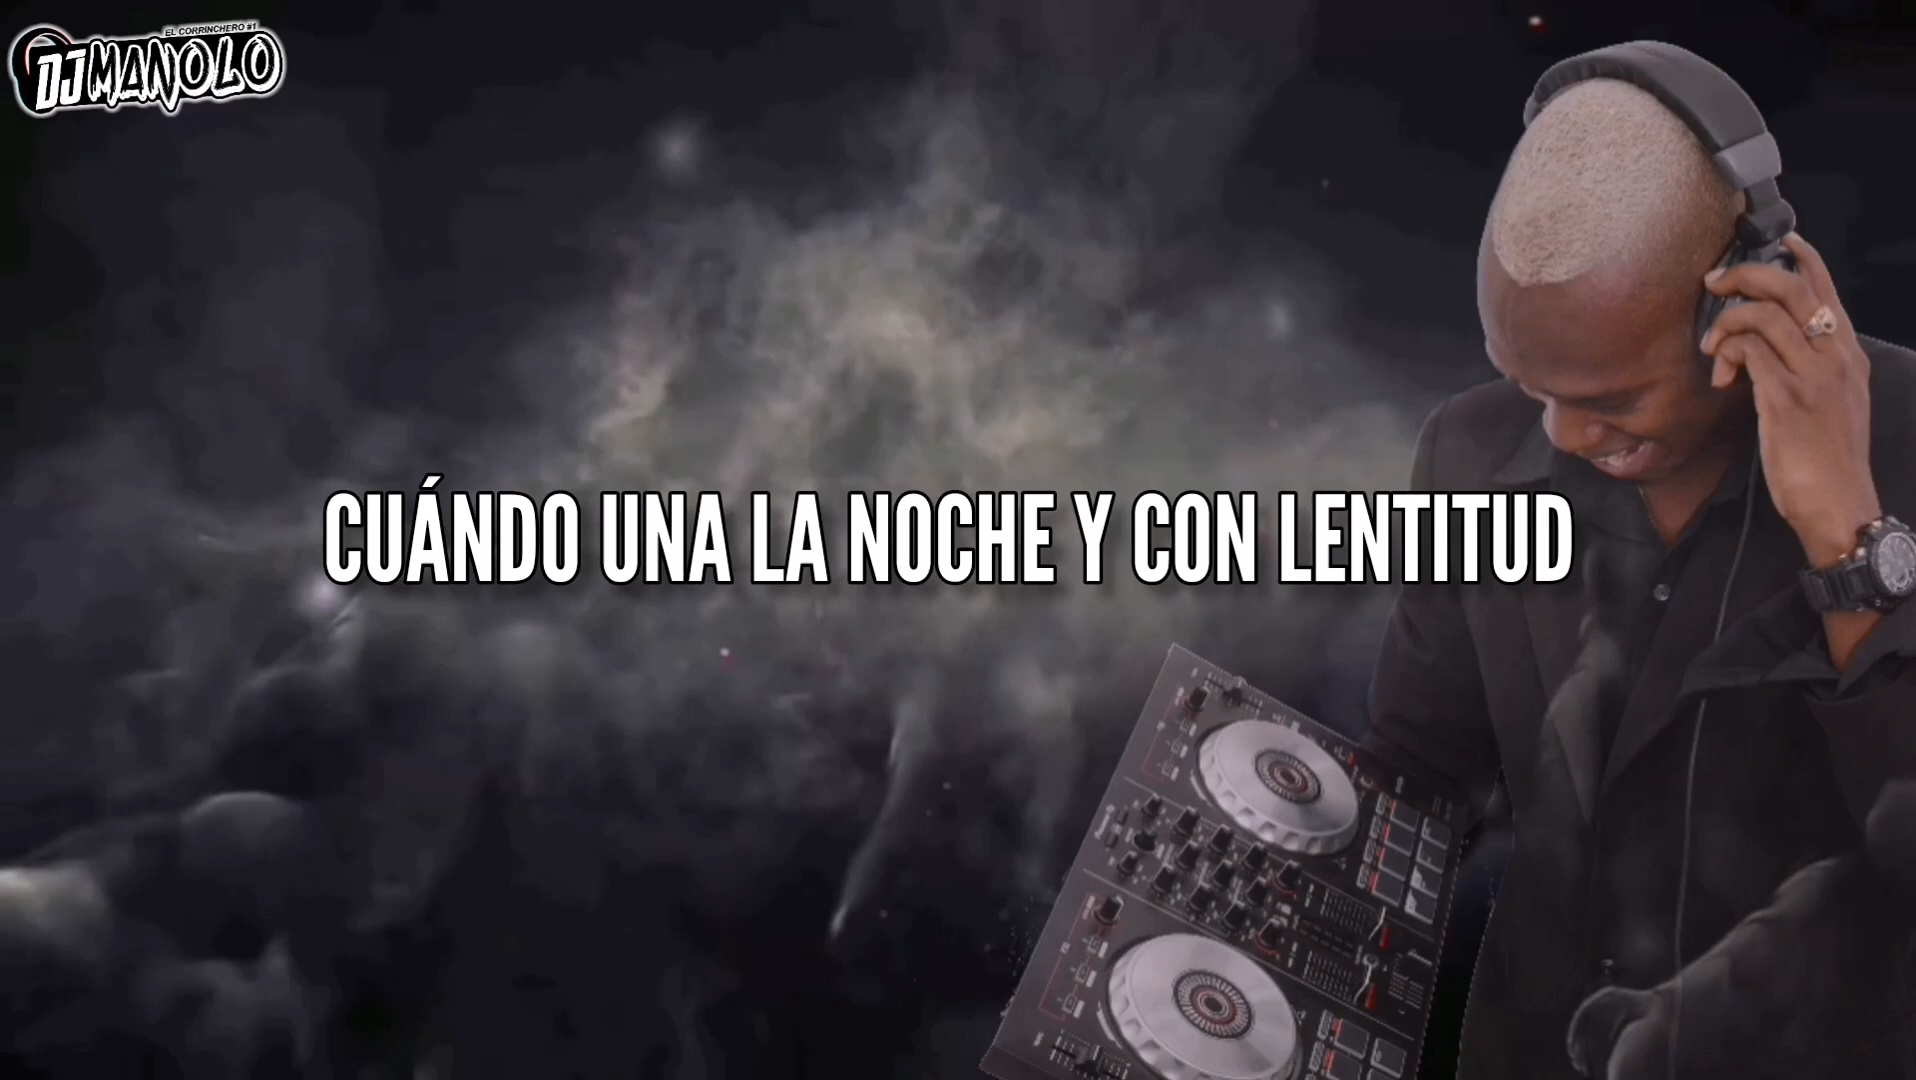 EL CORRINCHERO #1
DJ MANOLO
CUÁNDO UNA LA NOCHE Y CON LENTITUD